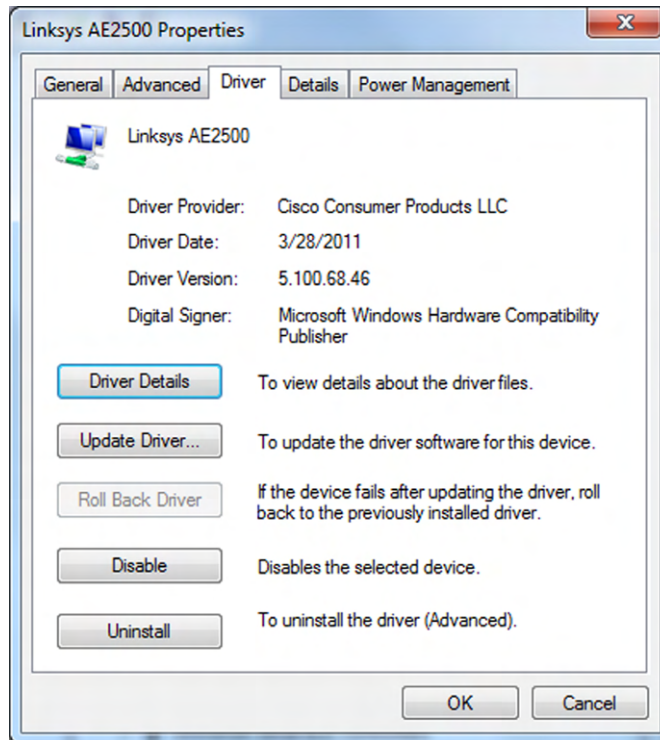 Linksys AE2500 Properties
General
Advanced
Driver
Details
Power Management
Linksys AE2500
Driver Provider: Cisco Consumer Products LLC
Driver Date: 3/28/2011
Driver Version: 5.100.68.46
Digital Signer: Microsoft Windows Hardware Compatibility
Publisher
Driver Details
To view details about the driver files.
Update Driver...
To update the driver software for this device.
Roll Back Driver
If the device fails after updating the driver, roll
back to the previously installed driver.
Disable
Disables the selected device.
Uninstall
To uninstall the driver (Advanced).
OK
Cancel